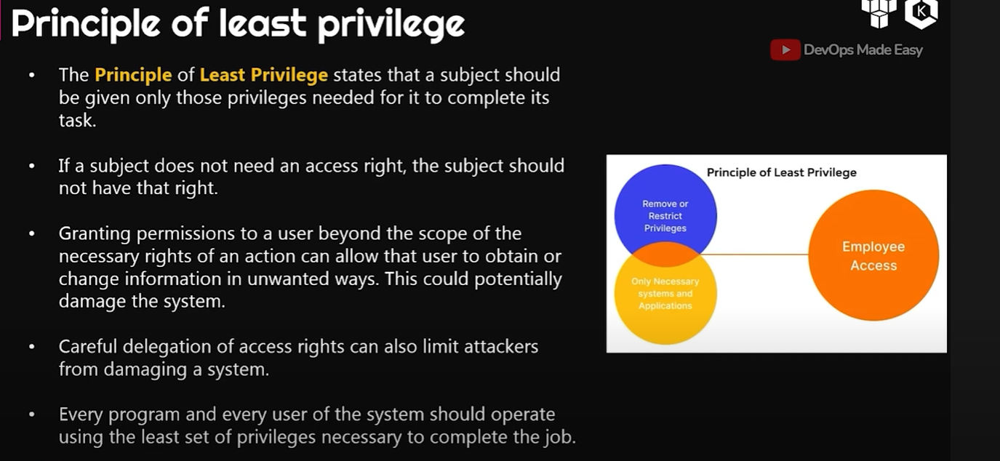 Principle of least privilege
K
DevOps Made Easy
• The Principle of Least Privilege states that a subject should
be given only those privileges needed for it to complete its
task.
• If a subject does not need an access right, the subject should
not have that right.
• Granting permissions to a user beyond the scope of the
necessary rights of an action can allow that user to obtain or
change information in unwanted ways. This could potentially
damage the system.
• Careful delegation of access rights can also limit attackers
from damaging a system.
• Every program and every user of the system should operate
using the least set of privileges necessary to complete the job.
Principle of Least Privilege
Remove or
Restrict
Privileges
Only Necessary
systems and
Applications
Employee
Access